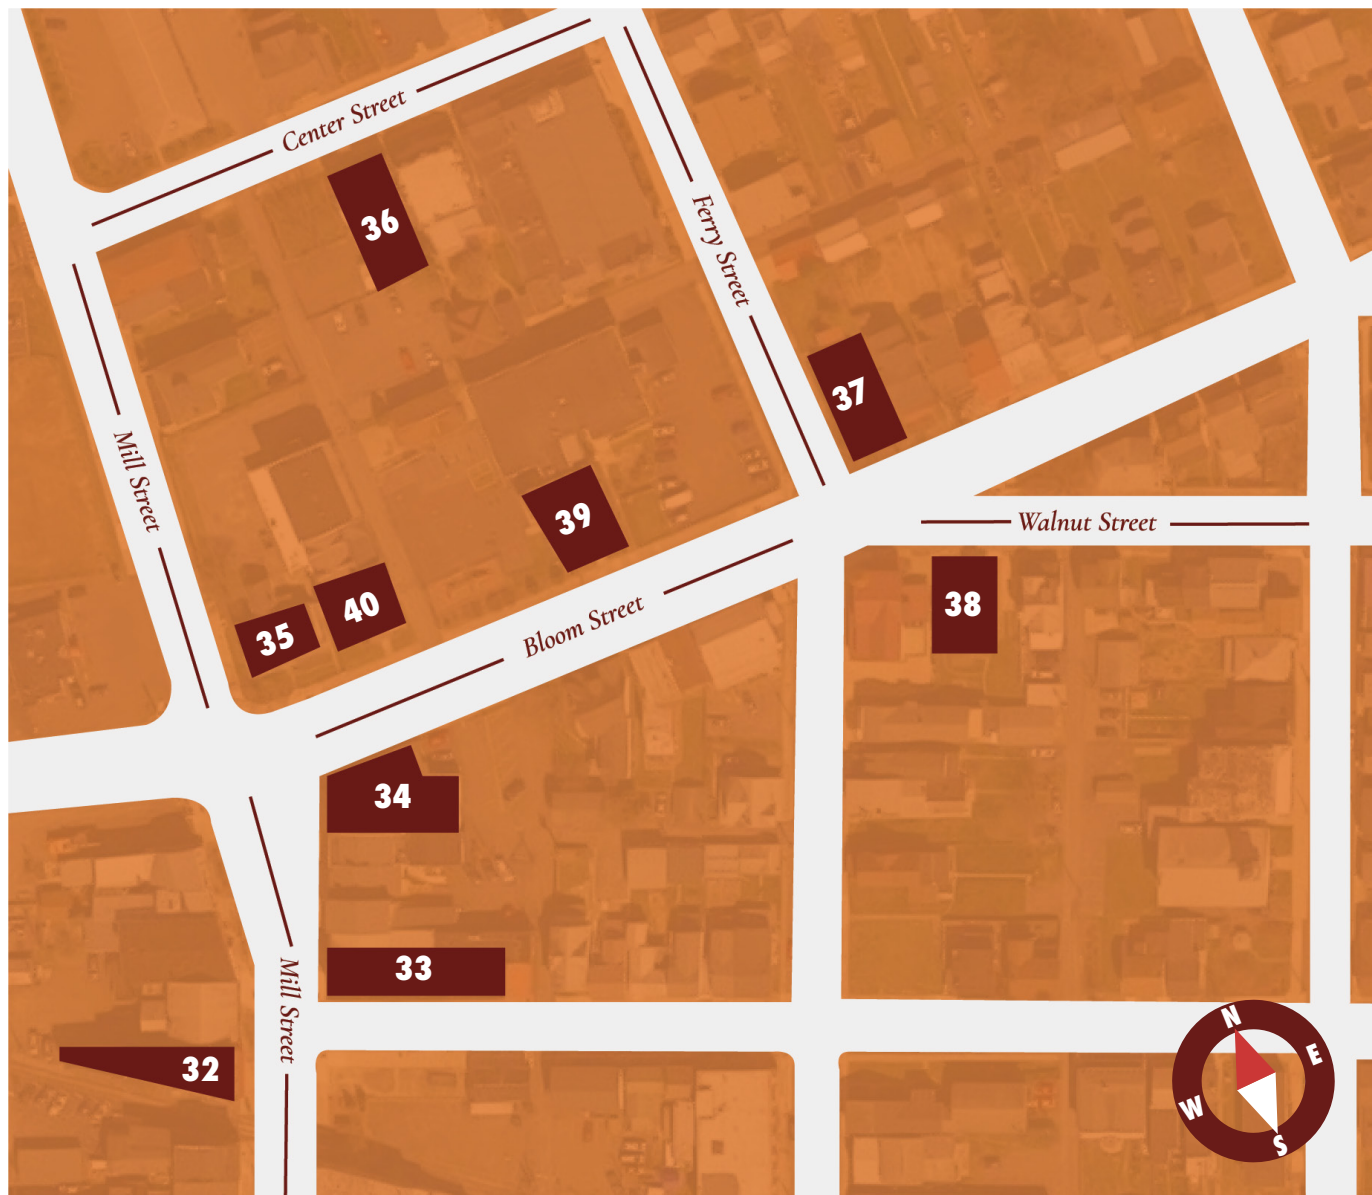 Center Street
36
Ferry Street
37
Mill Street
39
Walnut Street
38
40
35
Bloom Street
34
33
Mill Street
32
N
E
W
S